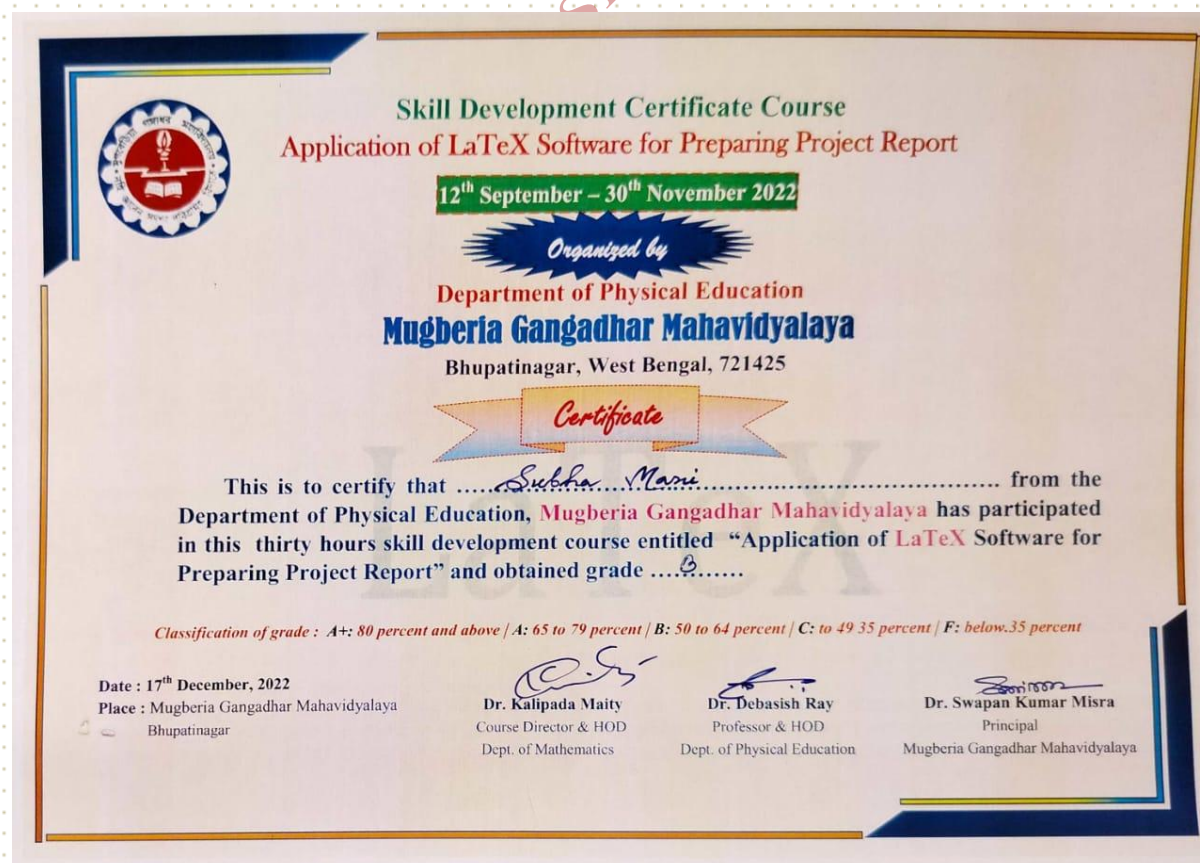 Skill Development Certificate Course
Application of LaTeX Software for Preparing Project Report
12th September – 30th November 2022
Organized by
Department of Physical Education
Mugberia Gangadhar Mahavidyalaya
Bhupatinagar, West Bengal, 721425
Certificate
LaTeX
This is to certify that ......Subha...Masi.......................................... from the
Department of Physical Education, Mugberia Gangadhar Mahavidyalaya has participated
in this thirty hours skill development course entitled “Application of LaTeX Software for
Preparing Project Report” and obtained grade ....B......
Classification of grade : A+: 80 percent and above / A: 65 to 79 percent / B: 50 to 64 percent / C: to 49 35 percent / F: below.35 percent
Date : 17th December, 2022
Place : Mugberia Gangadhar Mahavidyalaya
Bhupatinagar
Dr. Kalipada Maity
Course Director & HOD
Dept. of Mathematics
Dr. Debasish Ray
Professor & HOD
Dept. of Physical Education
Dr. Swapan Kumar Misra
Principal
Mugberia Gangadhar Mahavidyalaya